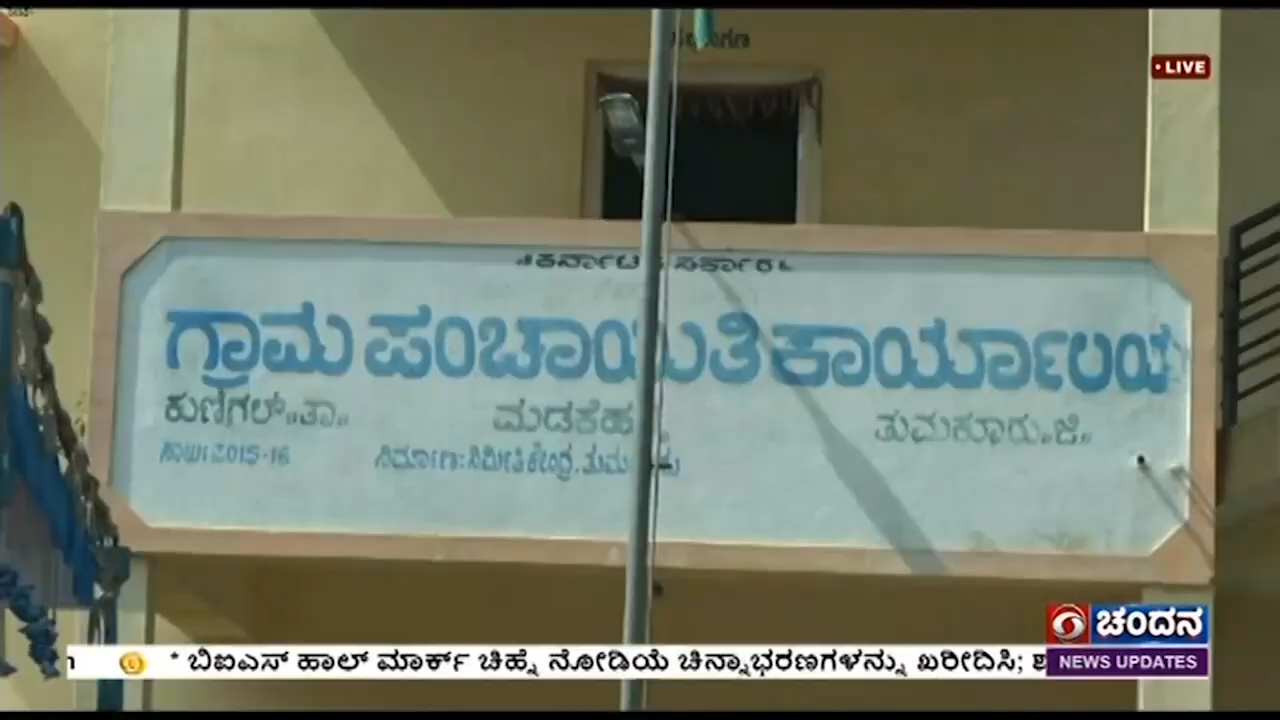 LIVE
ಕರ್ನಾಟಕ ಸರ್ಕಾರ
ಗ್ರಾಮ ಪಂಚಾಯತಿ ಕಾರ್ಯಾಲಯ
ಕುಣಿಗಲ್ ತಾ ತುಮಕೂರು ಜಿ
2015-16 ನಿರ್ಮಾಣ: ನಿರ್ಮಿತಿ ಕೇಂದ್ರ,
ಚಂದನ
* ಬಿಐಎಸ್ ಹಾಲ್ ಮಾರ್ಕ್ ಚಿಹ್ನೆ ನೋಡಿಯೆ ಚಿನ್ನಾಭರಣಗಳನ್ನು ಖರೀದಿಸಿ;
NEWS UPDATES